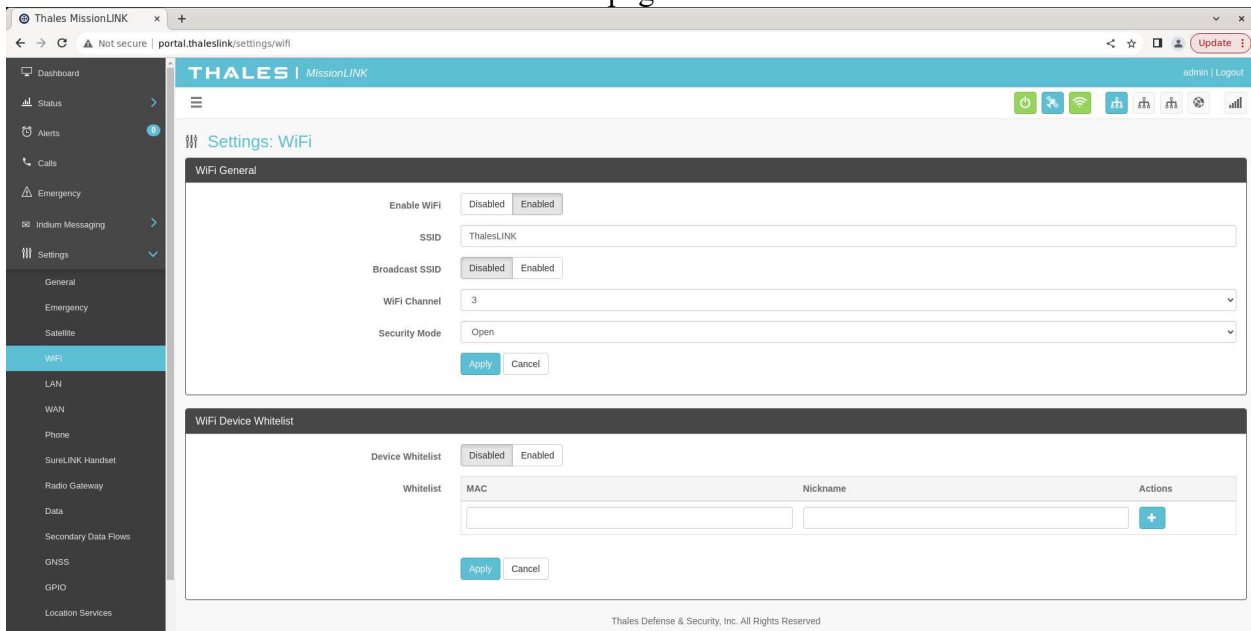 pag
Thales MissionLINK × +
Not secure | portal.thaleslink/settings/wifi
Update
Dashboard
THALES | MissionLINK
admin | Logout
Status
Alerts 0
Calls
Emergency
Iridium Messaging
Settings
General
Emergency
Satellite
WiFi
LAN
WAN
Phone
SureLINK Handset
Radio Gateway
Data
Secondary Data Flows
GNSS
GPIO
Location Services
Settings: WiFi
WiFi General
Enable WiFi Disabled Enabled
SSID ThalesLINK
Broadcast SSID Disabled Enabled
WiFi Channel 3
Security Mode Open
Apply Cancel
WiFi Device Whitelist
Device Whitelist Disabled Enabled
Whitelist MAC Nickname Actions
+
Apply Cancel
Thales Defense & Security, Inc. All Rights Reserved